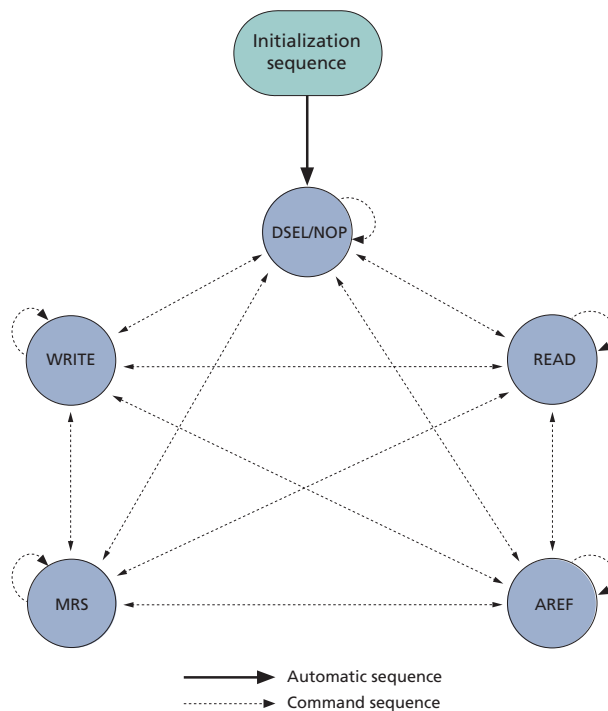 Initialization
sequence
DSEL/NOP
WRITE
READ
MRS
AREF
Automatic sequence
Command sequence